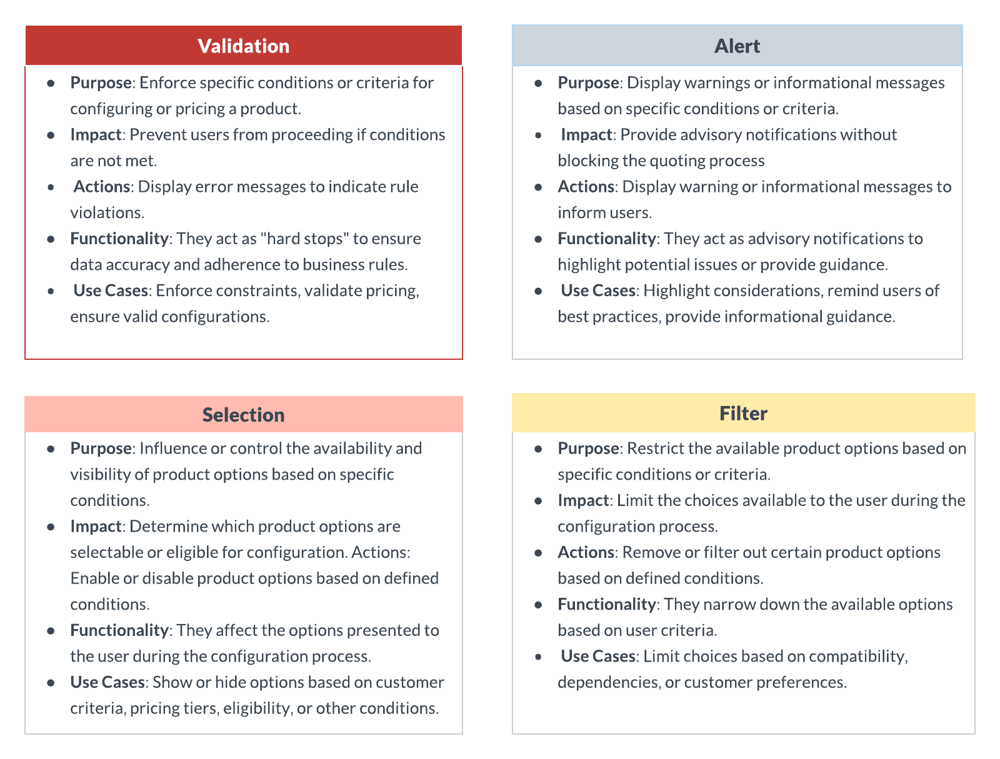 Validation
● Purpose: Enforce specific conditions or criteria for
configuring or pricing a product.
● Impact: Prevent users from proceeding if conditions
are not met.
● Actions: Display error messages to indicate rule
violations.
● Functionality: They act as "hard stops" to ensure
data accuracy and adherence to business rules.
● Use Cases: Enforce constraints, validate pricing,
ensure valid configurations.
Alert
● Purpose: Display warnings or informational messages
based on specific conditions or criteria.
● Impact: Provide advisory notifications without
blocking the quoting process
● Actions: Display warning or informational messages to
inform users.
● Functionality: They act as advisory notifications to
highlight potential issues or provide guidance.
● Use Cases: Highlight considerations, remind users of
best practices, provide informational guidance.
Selection
● Purpose: Influence or control the availability and
visibility of product options based on specific
conditions.
● Impact: Determine which product options are
selectable or eligible for configuration. Actions:
Enable or disable product options based on defined
conditions.
● Functionality: They affect the options presented to
the user during the configuration process.
● Use Cases: Show or hide options based on customer
criteria, pricing tiers, eligibility, or other conditions.
Filter
● Purpose: Restrict the available product options based on
specific conditions or criteria.
● Impact: Limit the choices available to the user during the
configuration process.
● Actions: Remove or filter out certain product options
based on defined conditions.
● Functionality: They narrow down the available options
based on user criteria.
● Use Cases: Limit choices based on compatibility,
dependencies, or customer preferences.